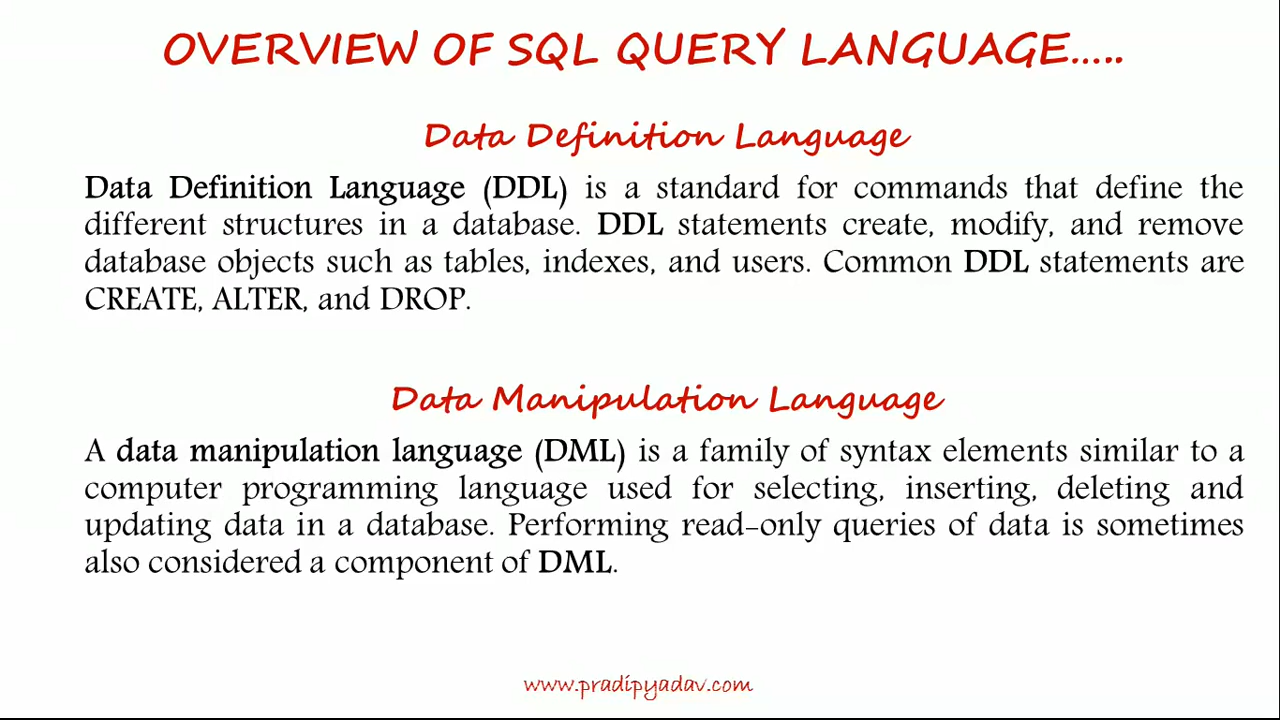 OVERVIEW OF SQL QUERY LANGUAGE.....
Data Definition Language
Data Definition Language (DDL) is a standard for commands that define the
different structures in a database. DDL statements create, modify, and remove
database objects such as tables, indexes, and users. Common DDL statements are
CREATE, ALTER, and DROP.
Data Manipulation Language
A data manipulation language (DML) is a family of syntax elements similar to a
computer programming language used for selecting, inserting, deleting and
updating data in a database. Performing read-only queries of data is sometimes
also considered a component of DML.
www.pradipyadav.com